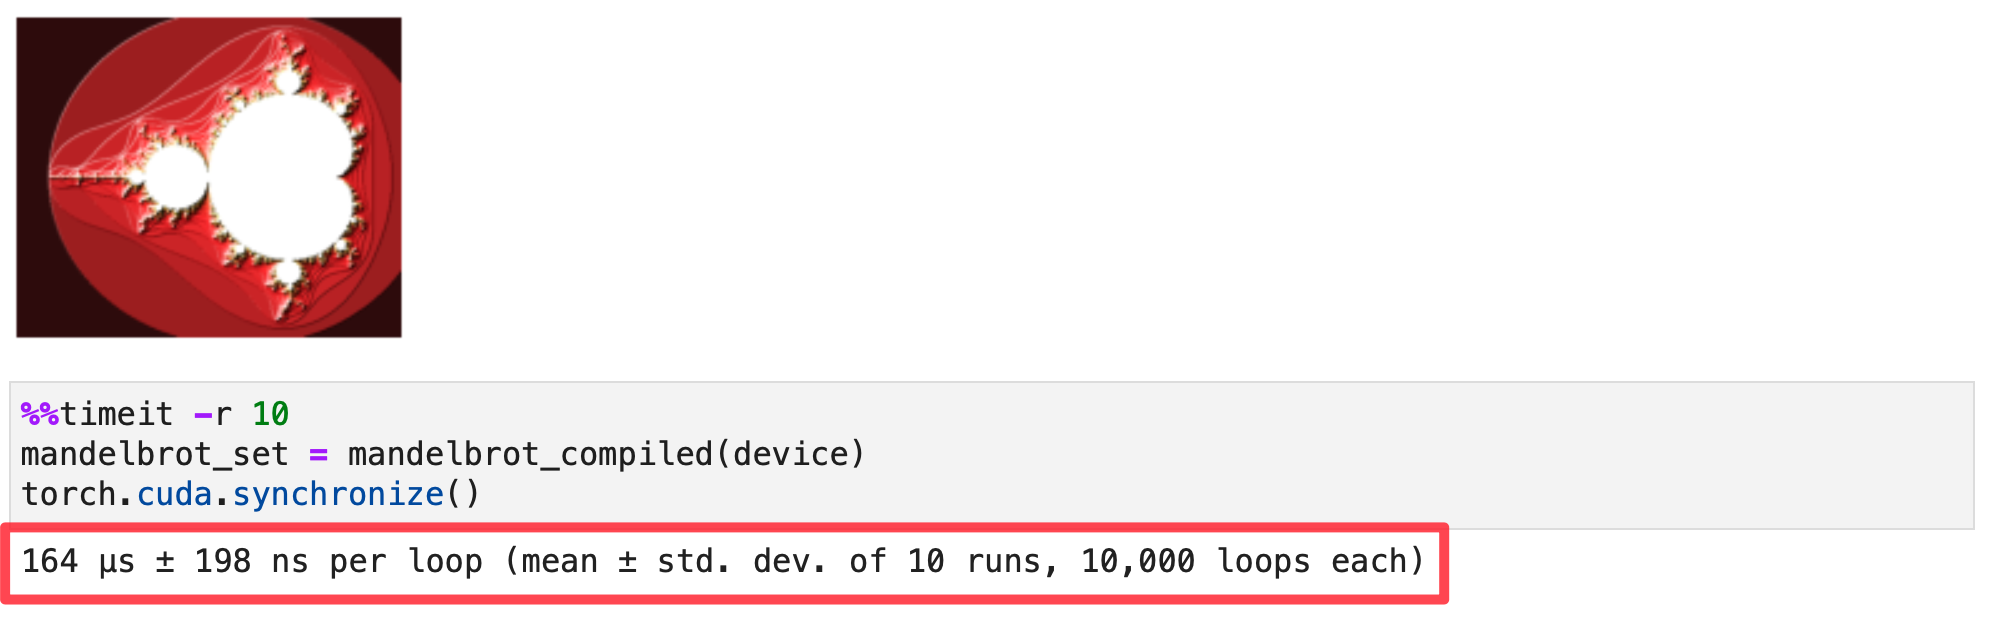 %%timeit -r 10
mandelbrot_set = mandelbrot_compiled(device)
torch.cuda.synchronize()
164 µs ± 198 ns per loop (mean ± std. dev. of 10 runs, 10,000 loops each)